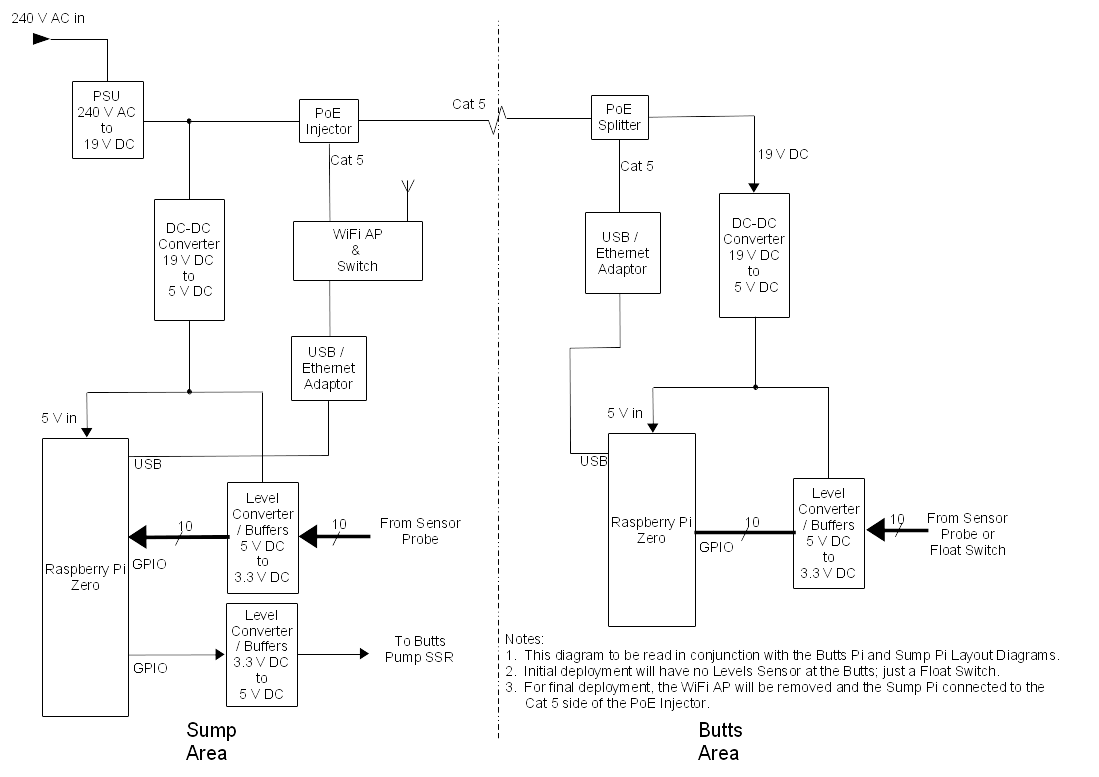 240 V AC in
PSU
240 V AC
to
19 V DC
PoE
Injector
Cat 5
Cat 5
DC-DC
Converter
19 V DC
to
5 V DC
WiFi AP
&
Switch
USB /
Ethernet
Adaptor
5 V in
USB
Raspberry Pi
Zero
GPIO
10
Level
Converter
/ Buffers
5 V DC
to
3.3 V DC
10
From Sensor
Probe
GPIO
Level
Converter
/ Buffers
3.3 V DC
to
5 V DC
To Butts
Pump SSR
Sump
Area
PoE
Splitter
Cat 5
19 V DC
USB /
Ethernet
Adaptor
DC-DC
Converter
19 V DC
to
5 V DC
5 V in
USB
Raspberry Pi
Zero
GPIO
10
Level
Converter
/ Buffers
5 V DC
to
3.3 V DC
10
From Sensor
Probe or
Float Switch
Notes:
1. This diagram to be read in conjunction with the Butts Pi and Sump Pi Layout Diagrams.
2. Initial deployment will have no Levels Sensor at the Butts; just a Float Switch.
3. For final deployment, the WiFi AP will be removed and the Sump Pi connected to the
Cat 5 side of the PoE Injector.
Butts
Area